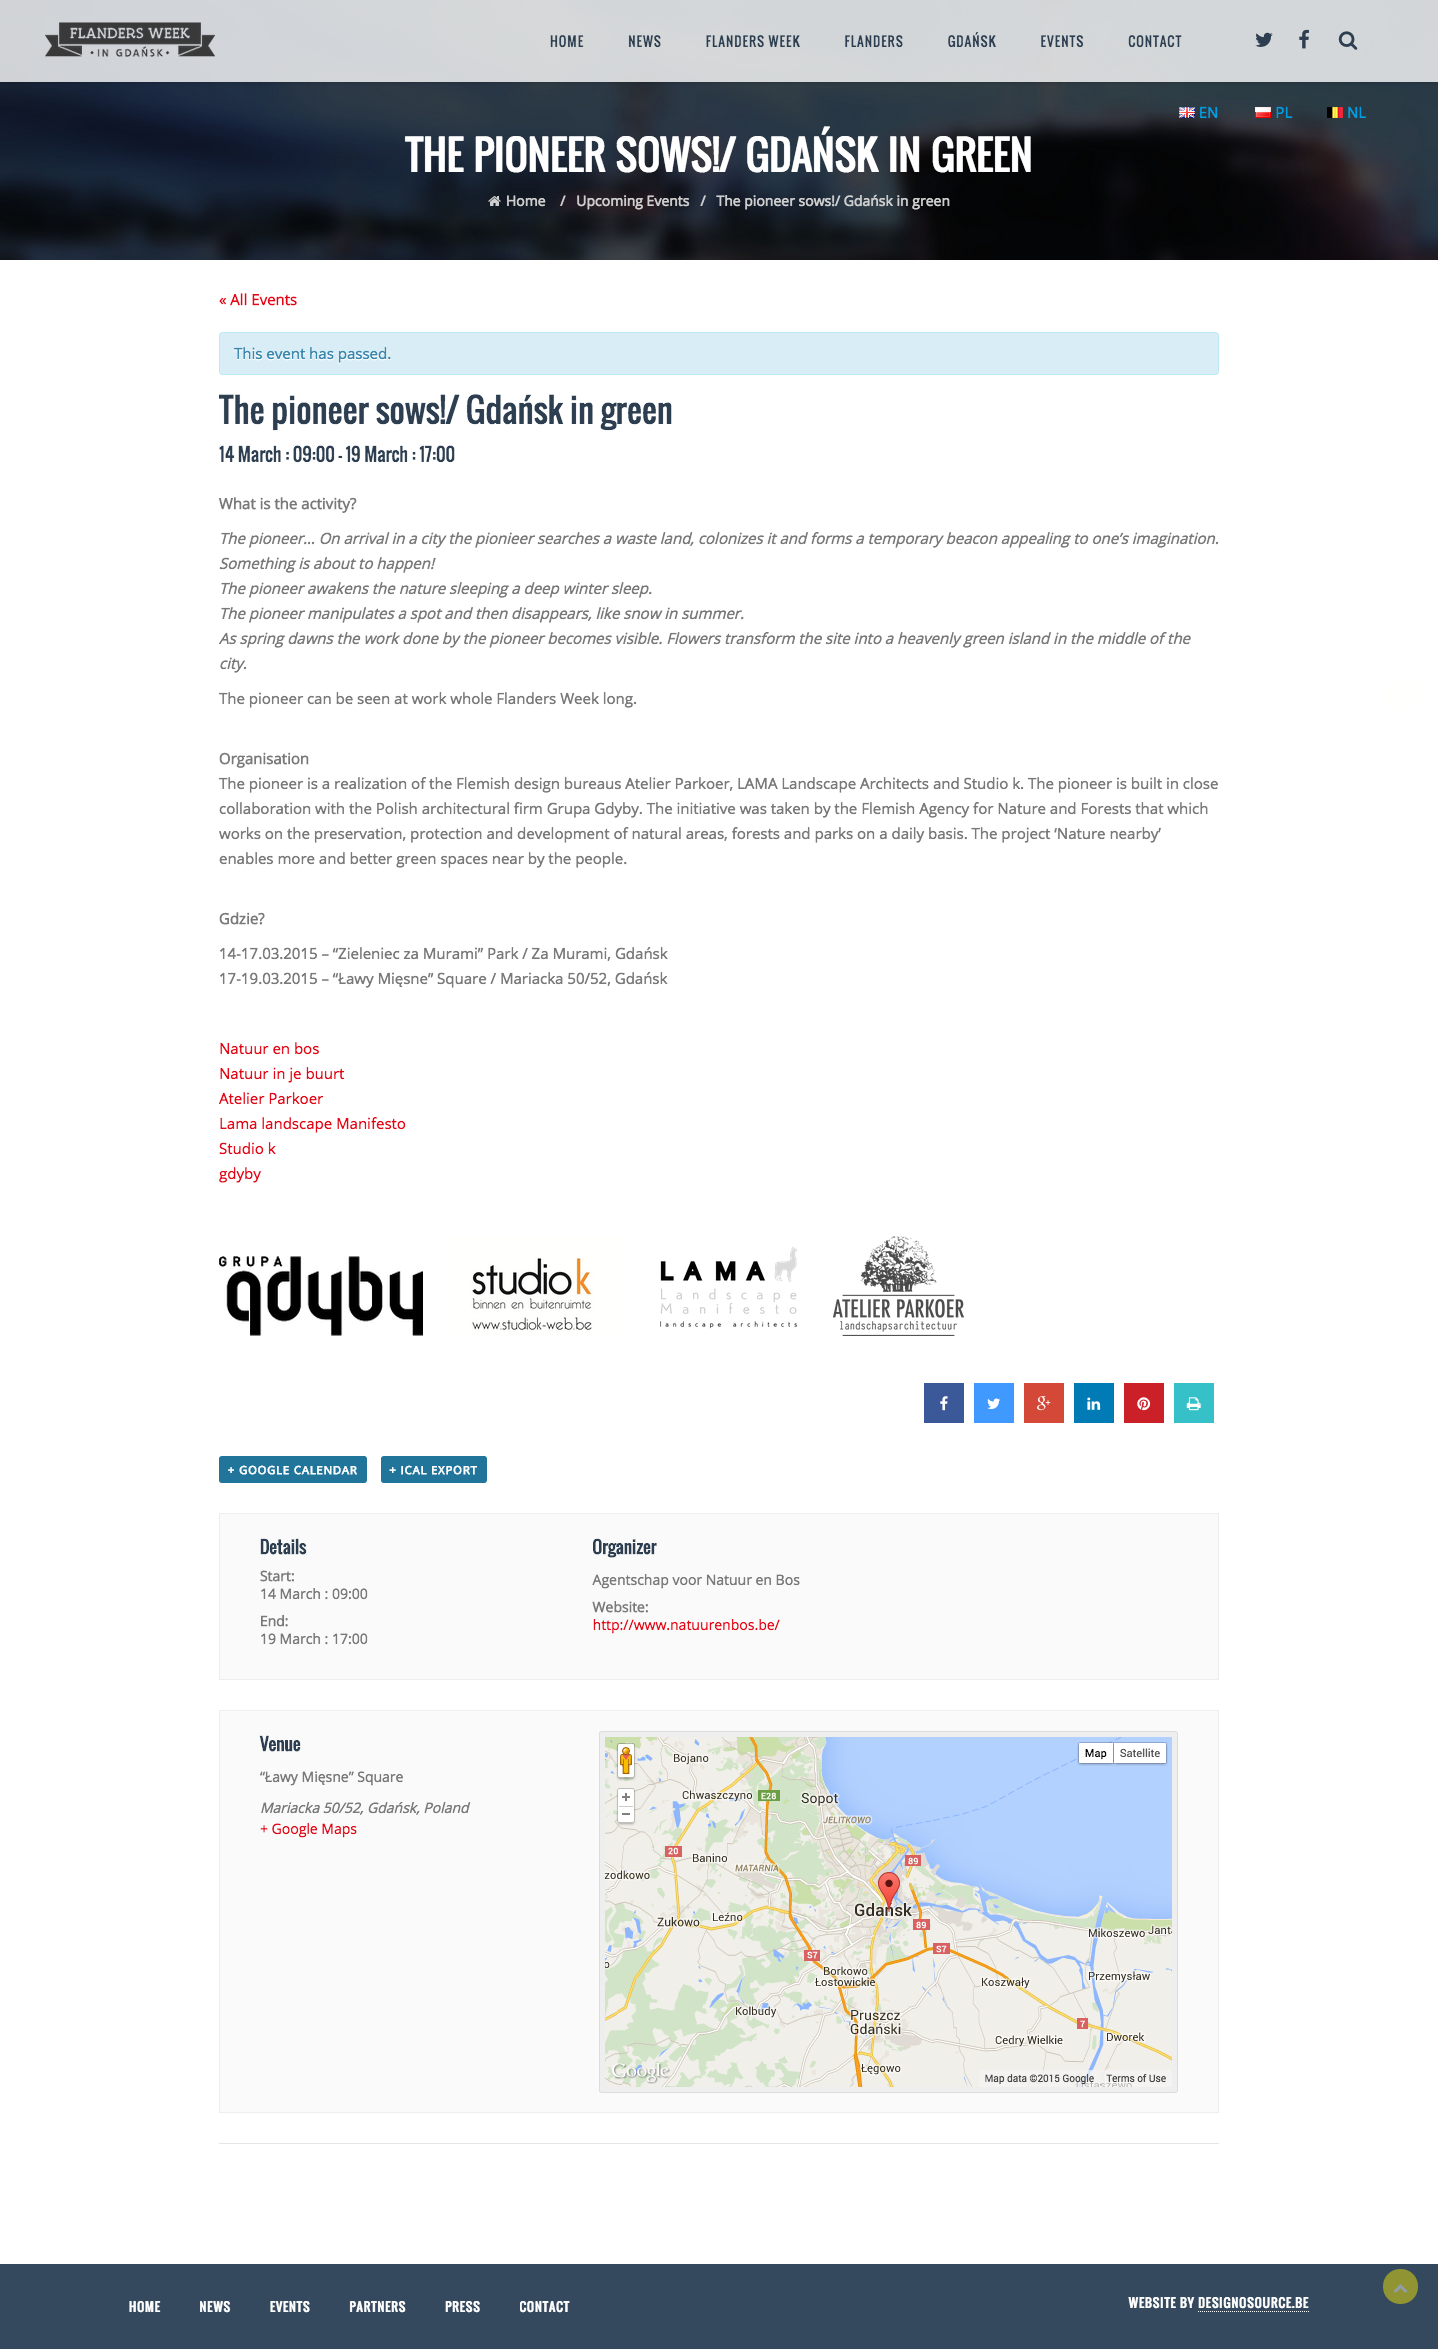 FLANDERS WEEK
• IN GDAŃSK •
HOME NEWS FLANDERS WEEK FLANDERS GDAŃSK EVENTS CONTACT
EN PL NL
THE PIONEER SOWS!/ GDAŃSK IN GREEN
Home / Upcoming Events / The pioneer sows!/ Gdańsk in green
« All Events
This event has passed.
The pioneer sows!/ Gdańsk in green
14 March : 09:00 - 19 March : 17:00
What is the activity?
The pioneer... On arrival in a city the pionieer searches a waste land, colonizes it and forms a temporary beacon appealing to one’s imagination.
Something is about to happen!
The pioneer awakens the nature sleeping a deep winter sleep.
The pioneer manipulates a spot and then disappears, like snow in summer.
As spring dawns the work done by the pioneer becomes visible. Flowers transform the site into a heavenly green island in the middle of the
city.
The pioneer can be seen at work whole Flanders Week long.
Organisation
The pioneer is a realization of the Flemish design bureaus Atelier Parkoer, LAMA Landscape Architects and Studio k. The pioneer is built in close
collaboration with the Polish architectural firm Grupa Gdyby. The initiative was taken by the Flemish Agency for Nature and Forests that which
works on the preservation, protection and development of natural areas, forests and parks on a daily basis. The project ‘Nature nearby’
enables more and better green spaces near by the people.
Gdzie?
14-17.03.2015 – “Zieleniec za Murami” Park / Za Murami, Gdańsk
17-19.03.2015 – “Ławy Mięsne” Square / Mariacka 50/52, Gdańsk
Natuur en bos
Natuur in je buurt
Atelier Parkoer
Lama landscape Manifesto
Studio k
gdyby
GRUPA
gdyby
studiok
binnen en buitenruimte
www.studiok-web.be
LAMA
Landscape
Manifesto
landscape architects
ATELIER PARKOER
landschapsarchitectuur
+ GOOGLE CALENDAR + ICAL EXPORT
Details
Start:
14 March : 09:00
End:
19 March : 17:00
Organizer
Agentschap voor Natuur en Bos
Website:
http://www.natuurenbos.be/
Venue
“Ławy Mięsne” Square
Mariacka 50/52, Gdańsk, Poland
+ Google Maps
Map Satellite
Bojano
Chwaszczyno E28 Sopot
JELITKOWO
20 Banino 89
MATARNIA
zodkowo
Leźno Gdańsk
Żukowo 89
Mikoszewo Janta
S7 S7
Borkowo
Łostowickie Koszwały Przemysław
Kolbudy Pruszcz
Gdański 7
Cedry Wielkie Dworek
Łęgowo
Google
Map data ©2015 Google Terms of Use
HOME NEWS EVENTS PARTNERS PRESS CONTACT
WEBSITE BY DESIGNOSOURCE.BE